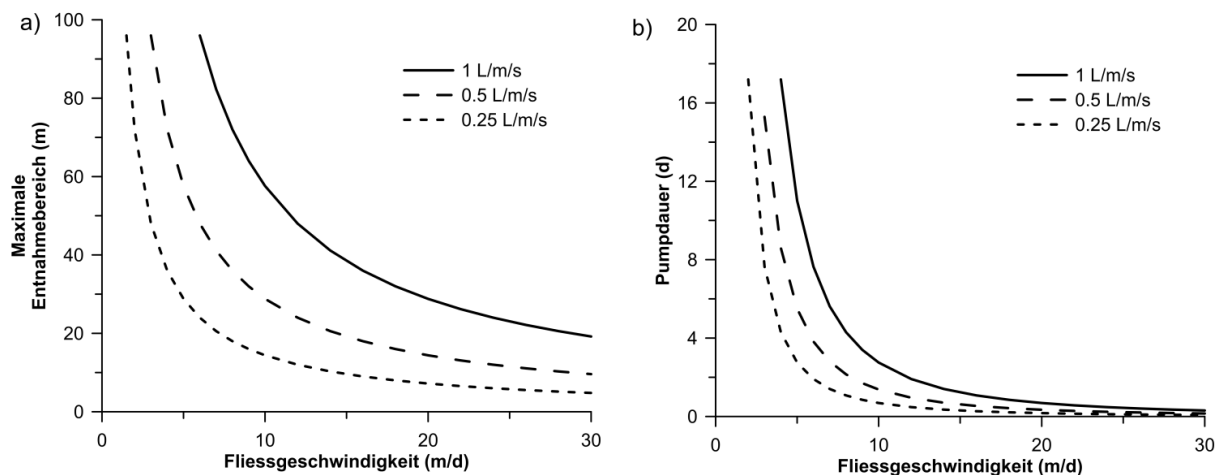 a)
100
80
60
40
20
0
Maximale
Entnahmebereich (m)
1 L/m/s
0.5 L/m/s
0.25 L/m/s
0
10
20
30
Fliessgeschwindigkeit (m/d)
b)
20
16
12
8
4
0
Pumpdauer (d)
1 L/m/s
0.5 L/m/s
0.25 L/m/s
0
10
20
30
Fliessgeschwindigkeit (m/d)